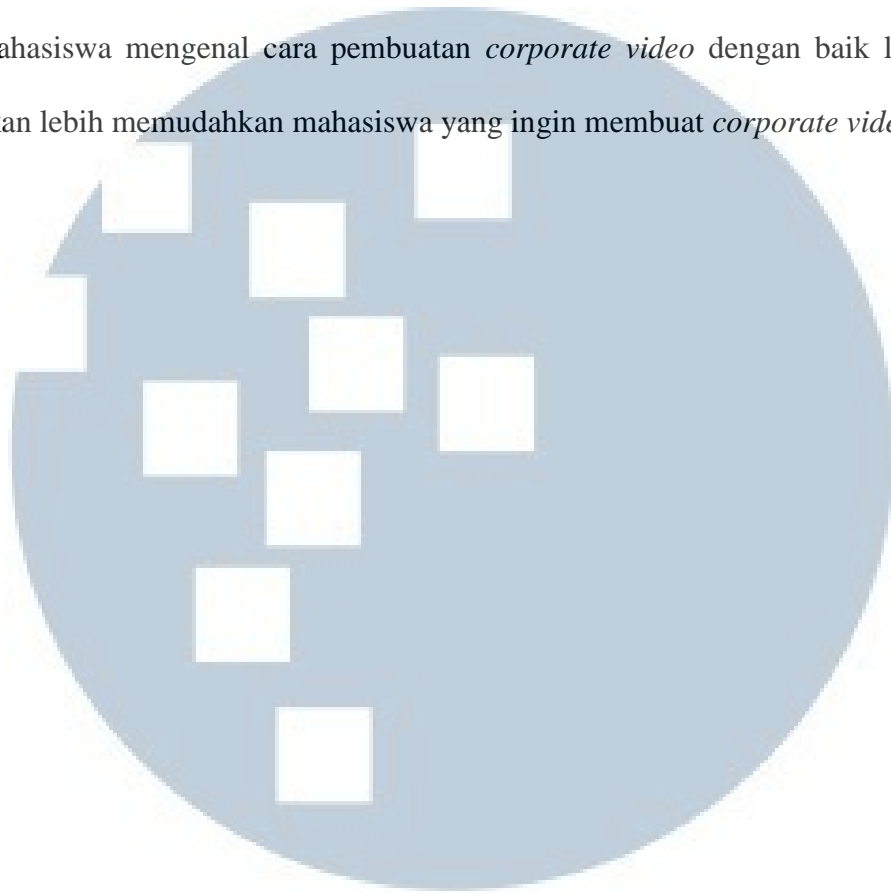 ahasiswa mengenal cara pembuatan corporate video dengan baik l
an lebih memudahkan mahasiswa yang ingin membuat corporate vide